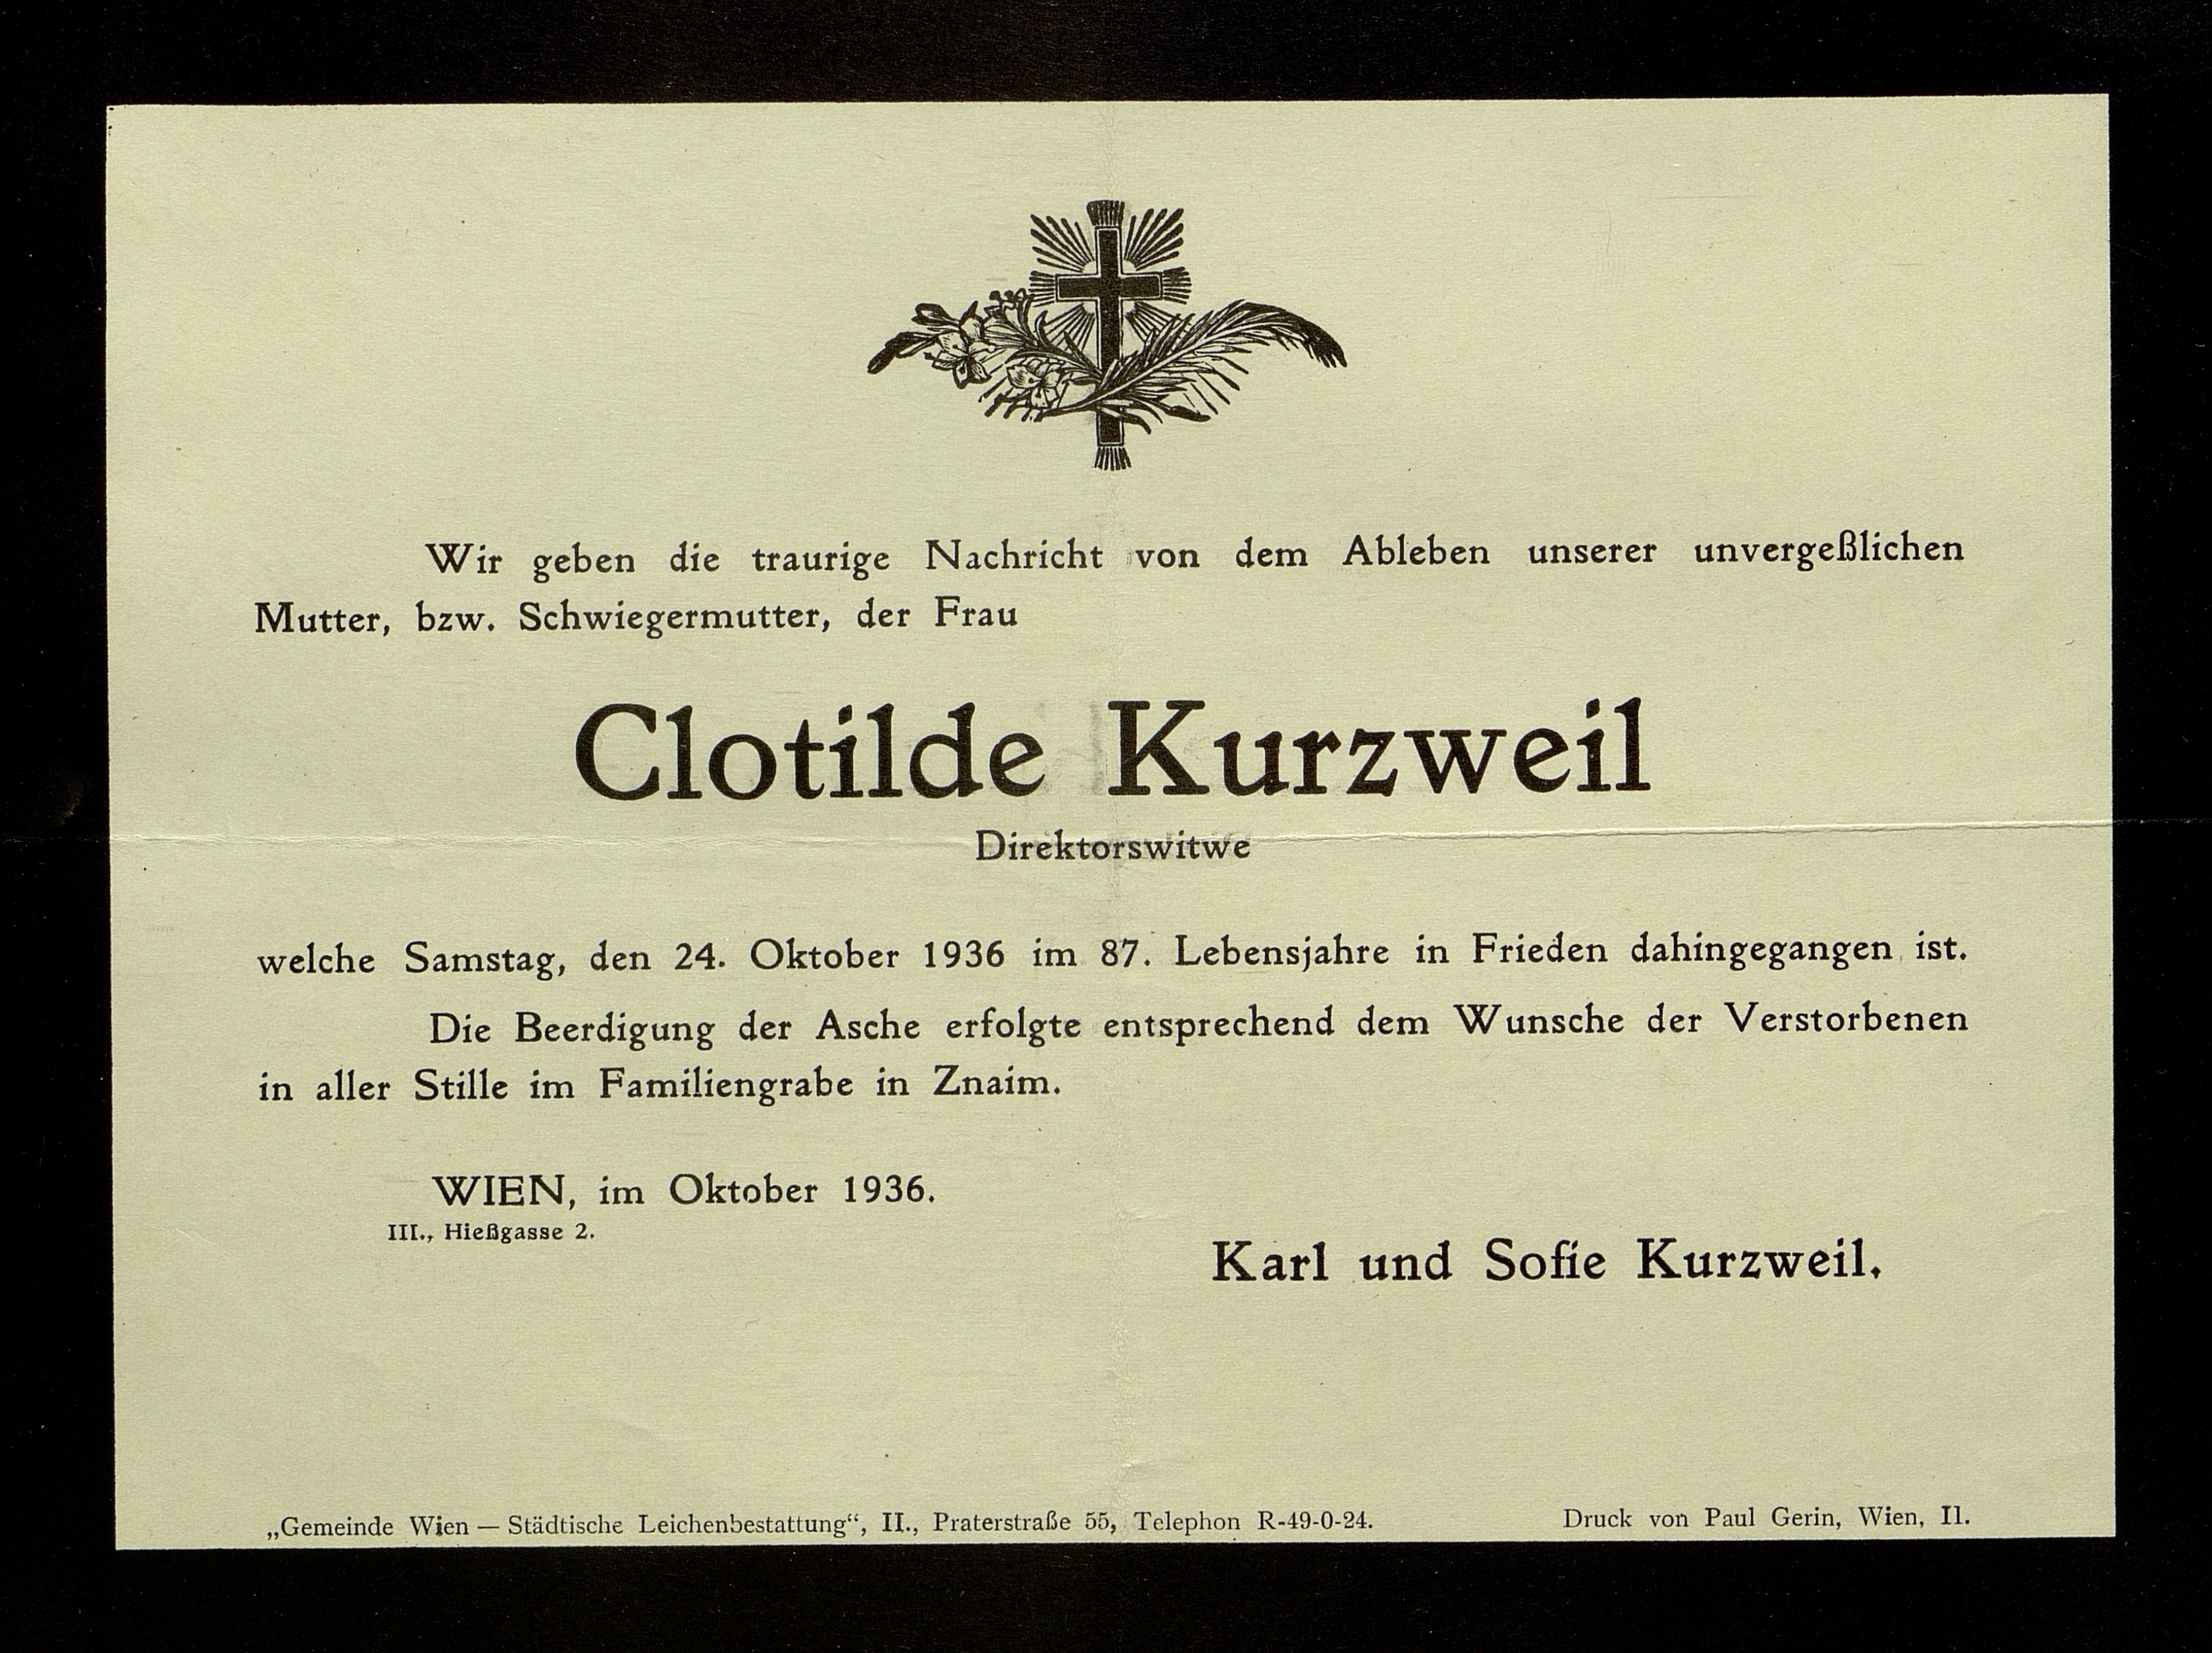 Wir geben die traurige Nachricht von dem Ableben unserer unvergeßlichen
Mutter, bzw. Schwiegermutter, der Frau
Clotilde Kurzweil
Direktorswitwe
welche Samstag, den 24. Oktober 1936 im 87. Lebensjahre in Frieden dahingegangen ist.
Die Beerdigung der Asche erfolgte entsprechend dem Wunsche der Verstorbenen
in aller Stille im Familiengrabe in Znaim.
WIEN, im Oktober 1936.
III., Hießgasse 2.
Karl und Sofie Kurzweil.
„Gemeinde Wien — Städtische Leichenbestattung“, II., Praterstraße 55, Telephon R-49-0-24. Druck von Paul Gerin, Wien, II.